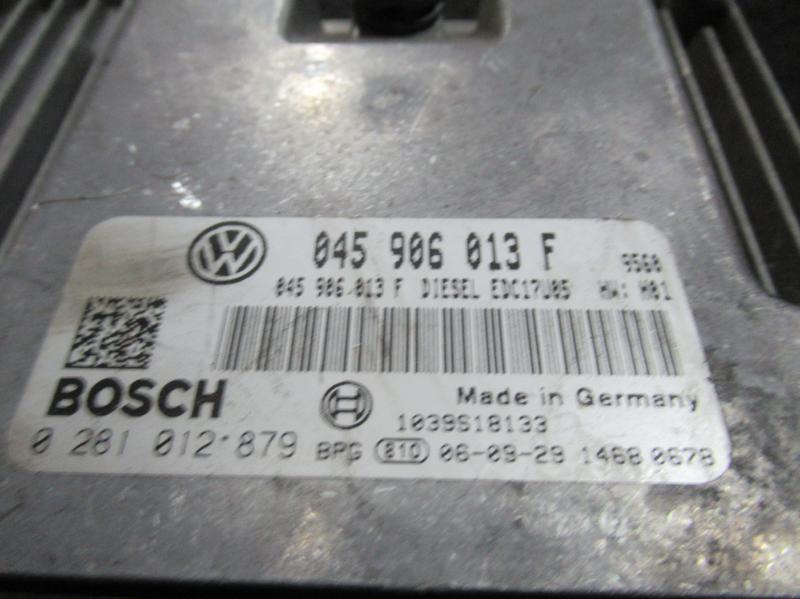 045 906 013 F
9560
045 906 013 F DIESEL EDC17U05 HW: H01
BOSCH
Made in Germany
1039S18133
0 281 012 879 BPG 810 06-09-29 1468 0678